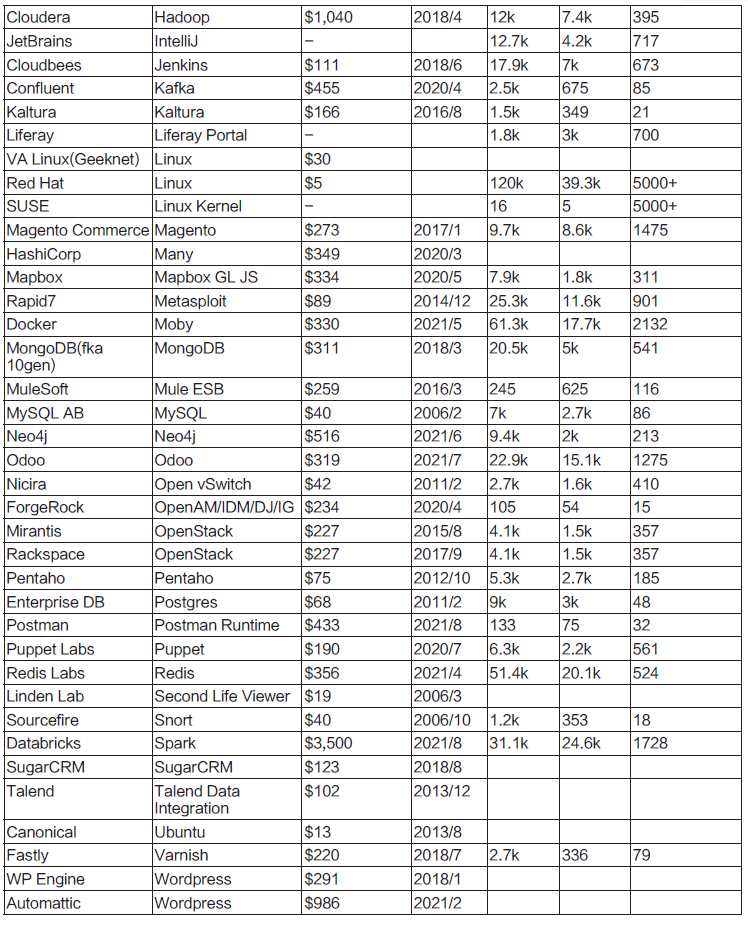 Cloudera Hadoop $1,040 2018/4 12k 7.4k 395
JetBrains IntelliJ – 12.7k 4.2k 717
Cloudbees Jenkins $111 2018/6 17.9k 7k 673
Confluent Kafka $455 2020/4 2.5k 675 85
Kaltura Kaltura $166 2016/8 1.5k 349 21
Liferay Liferay Portal – 1.8k 3k 700
VA Linux(Geeknet) Linux $30
Red Hat Linux $5 120k 39.3k 5000+
SUSE Linux Kernel – 16 5 5000+
Magento Commerce Magento $273 2017/1 9.7k 8.6k 1475
HashiCorp Many $349 2020/3
Mapbox Mapbox GL JS $334 2020/5 7.9k 1.8k 311
Rapid7 Metasploit $89 2014/12 25.3k 11.6k 901
Docker Moby $330 2021/5 61.3k 17.7k 2132
MongoDB(fka MongoDB $311 2018/3 20.5k 5k 541
10gen)
MuleSoft Mule ESB $259 2016/3 245 625 116
MySQL AB MySQL $40 2006/2 7k 2.7k 86
Neo4j Neo4j $516 2021/6 9.4k 2k 213
Odoo Odoo $319 2021/7 22.9k 15.1k 1275
Nicira Open vSwitch $42 2011/2 2.7k 1.6k 410
ForgeRock OpenAM/IDM/DJ/IG $234 2020/4 105 54 15
Mirantis OpenStack $227 2015/8 4.1k 1.5k 357
Rackspace OpenStack $227 2017/9 4.1k 1.5k 357
Pentaho Pentaho $75 2012/10 5.3k 2.7k 185
Enterprise DB Postgres $68 2011/2 9k 3k 48
Postman Postman Runtime $433 2021/8 133 75 32
Puppet Labs Puppet $190 2020/7 6.3k 2.2k 561
Redis Labs Redis $356 2021/4 51.4k 20.1k 524
Linden Lab Second Life Viewer $19 2006/3
Sourcefire Snort $40 2006/10 1.2k 353 18
Databricks Spark $3,500 2021/8 31.1k 24.6k 1728
SugarCRM SugarCRM $123 2018/8
Talend Talend Data $102 2013/12
Integration
Canonical Ubuntu $13 2013/8
Fastly Varnish $220 2018/7 2.7k 336 79
WP Engine Wordpress $291 2018/1
Automattic Wordpress $986 2021/2